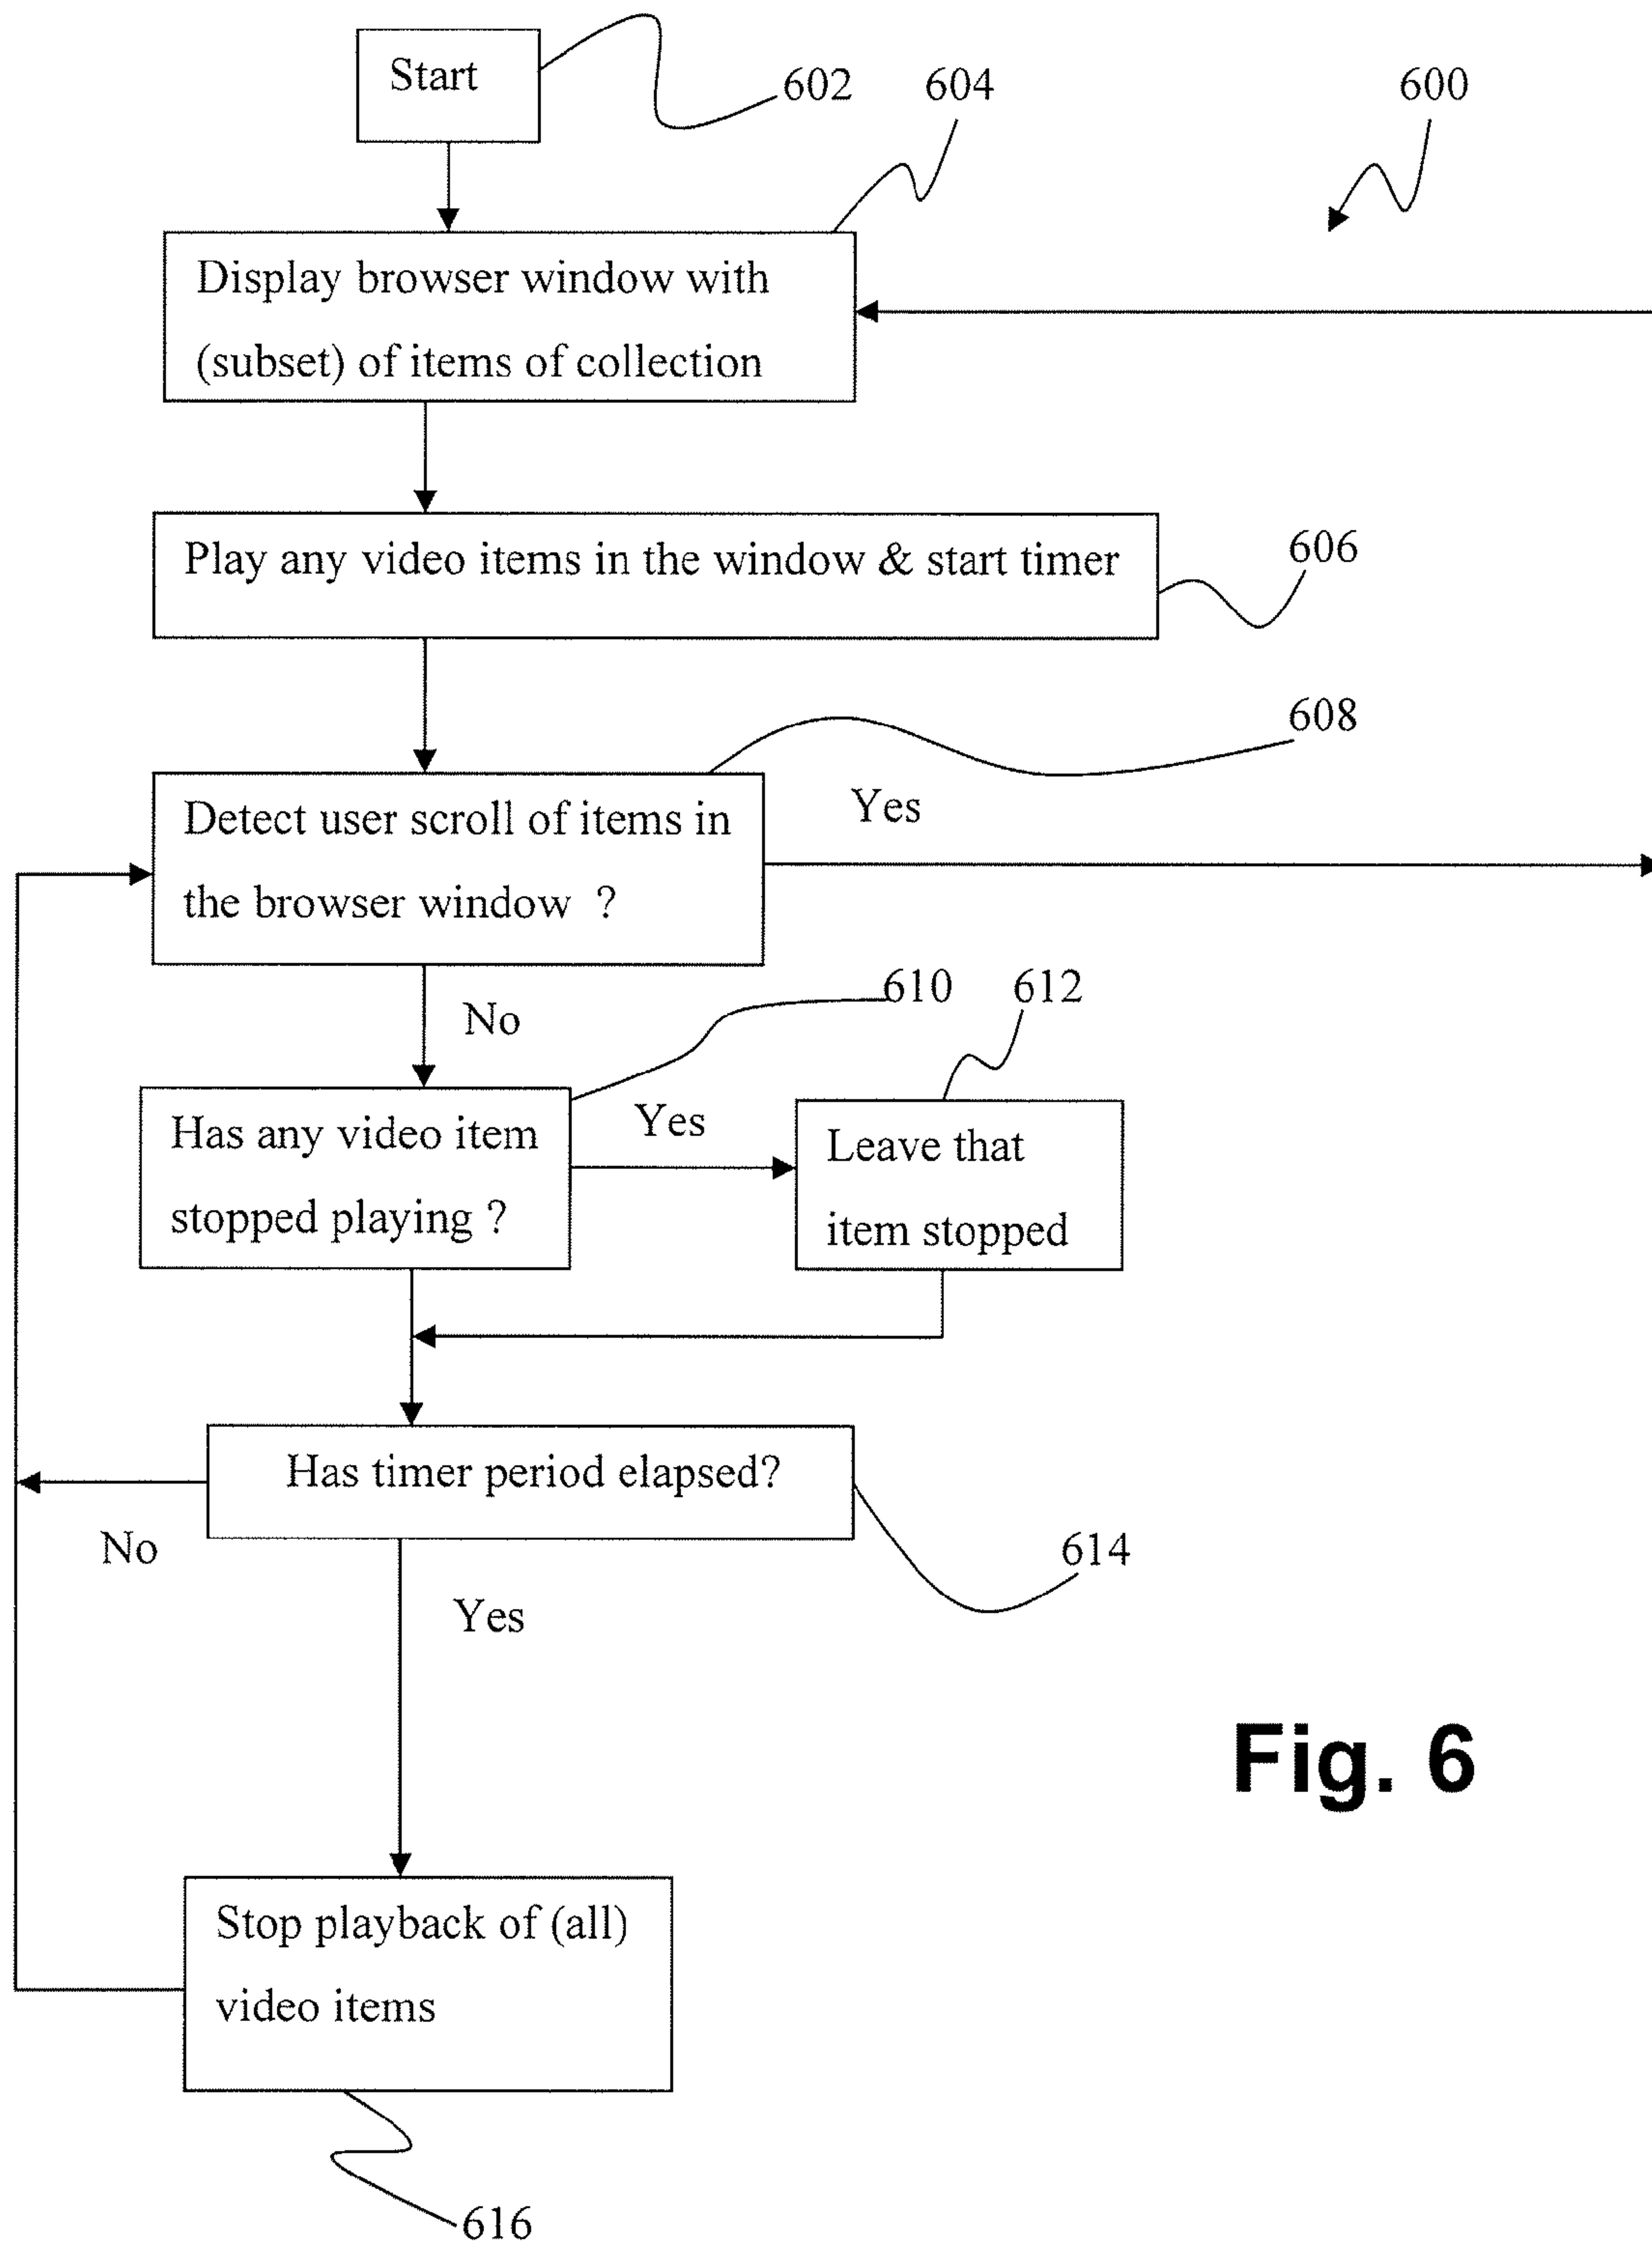 Start
602
604
600
Display browser window with
(subset) of items of collection
Play any video items in the window & start timer
606
608
Detect user scroll of items in
the browser window ?
Yes
No
610
612
Has any video item
stopped playing ?
Yes
Leave that
item stopped
Has timer period elapsed?
No
614
Yes
Fig. 6
Stop playback of (all)
video items
616